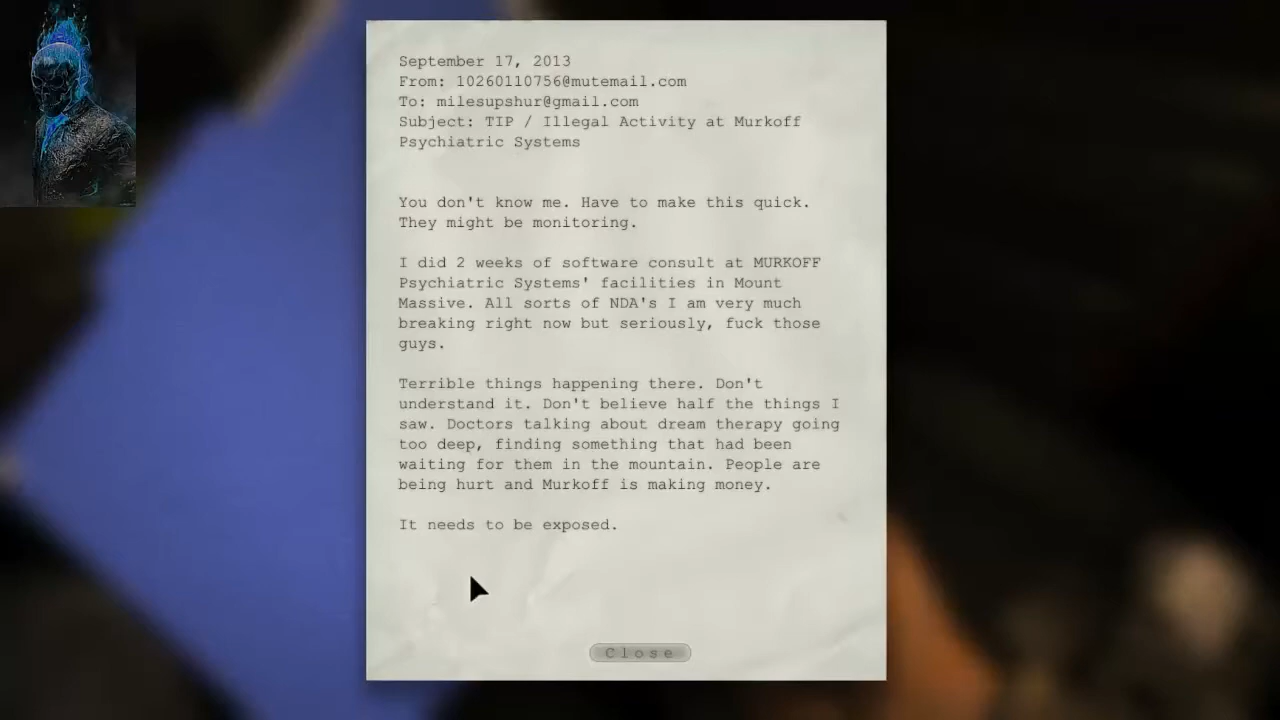 September 17, 2013
From: 10260110756@mutemail.com
To: milesupshur@gmail.com
Subject: TIP / Illegal Activity at Murkoff
Psychiatric Systems
You don't know me. Have to make this quick.
They might be monitoring.
I did 2 weeks of software consult at MURKOFF
Psychiatric Systems' facilities in Mount
Massive. All sorts of NDA's I am very much
breaking right now but seriously, fuck those
guys.
Terrible things happening there. Don't
understand it. Don't believe half the things I
saw. Doctors talking about dream therapy going
too deep, finding something that had been
waiting for them in the mountain. People are
being hurt and Murkoff is making money.
It needs to be exposed.
Close